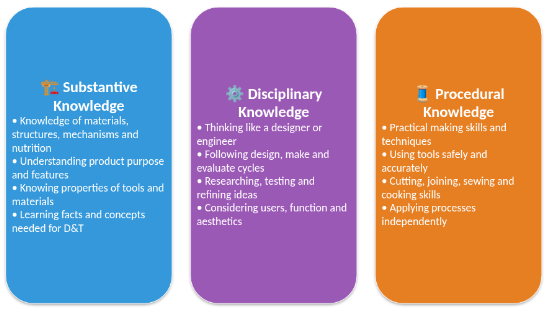 🏗️ Substantive
Knowledge
• Knowledge of materials,
structures, mechanisms and
nutrition
• Understanding product purpose
and features
• Knowing properties of tools and
materials
• Learning facts and concepts
needed for D&T
⚙️ Disciplinary
Knowledge
• Thinking like a designer or
engineer
• Following design, make and
evaluate cycles
• Researching, testing and
refining ideas
• Considering users, function and
aesthetics
🧵 Procedural
Knowledge
• Practical making skills and
techniques
• Using tools safely and
accurately
• Cutting, joining, sewing and
cooking skills
• Applying processes
independently